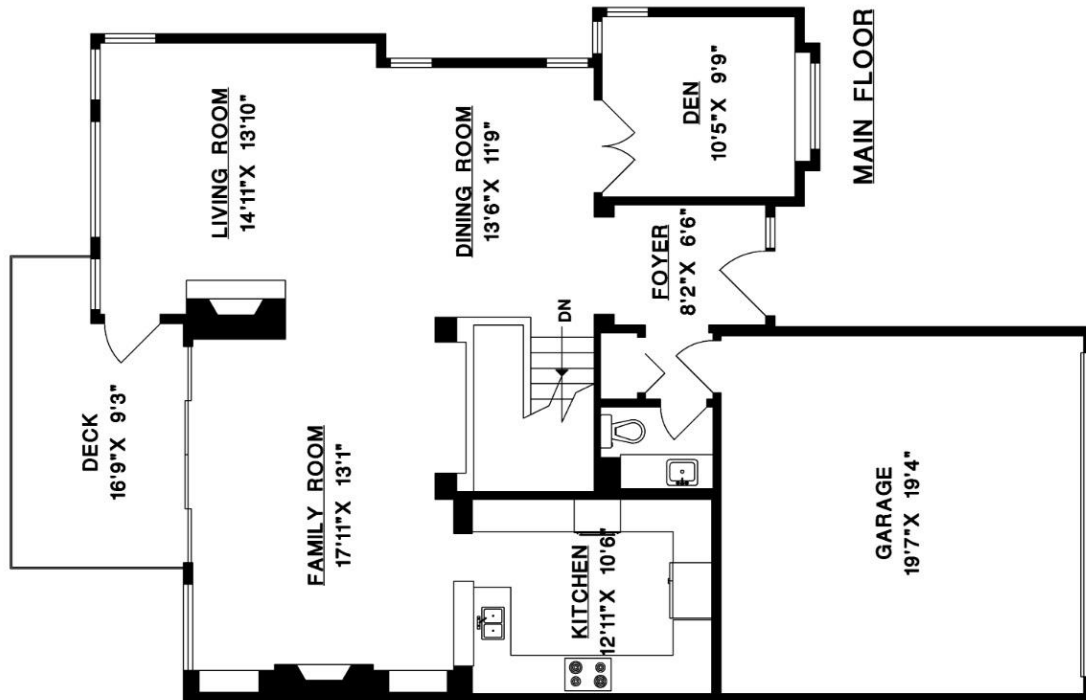 MAIN FLOOR
DECK
16'9"X 9'3"
LIVING ROOM
14'11"X 13'10"
FAMILY ROOM
17'11"X 13'1"
DINING ROOM
13'6"X 11'9"
DN
KITCHEN
12'11"X 10'6"
FOYER
8'2"X 6'6"
DEN
10'5"X 9'9"
GARAGE
19'7"X 19'4"